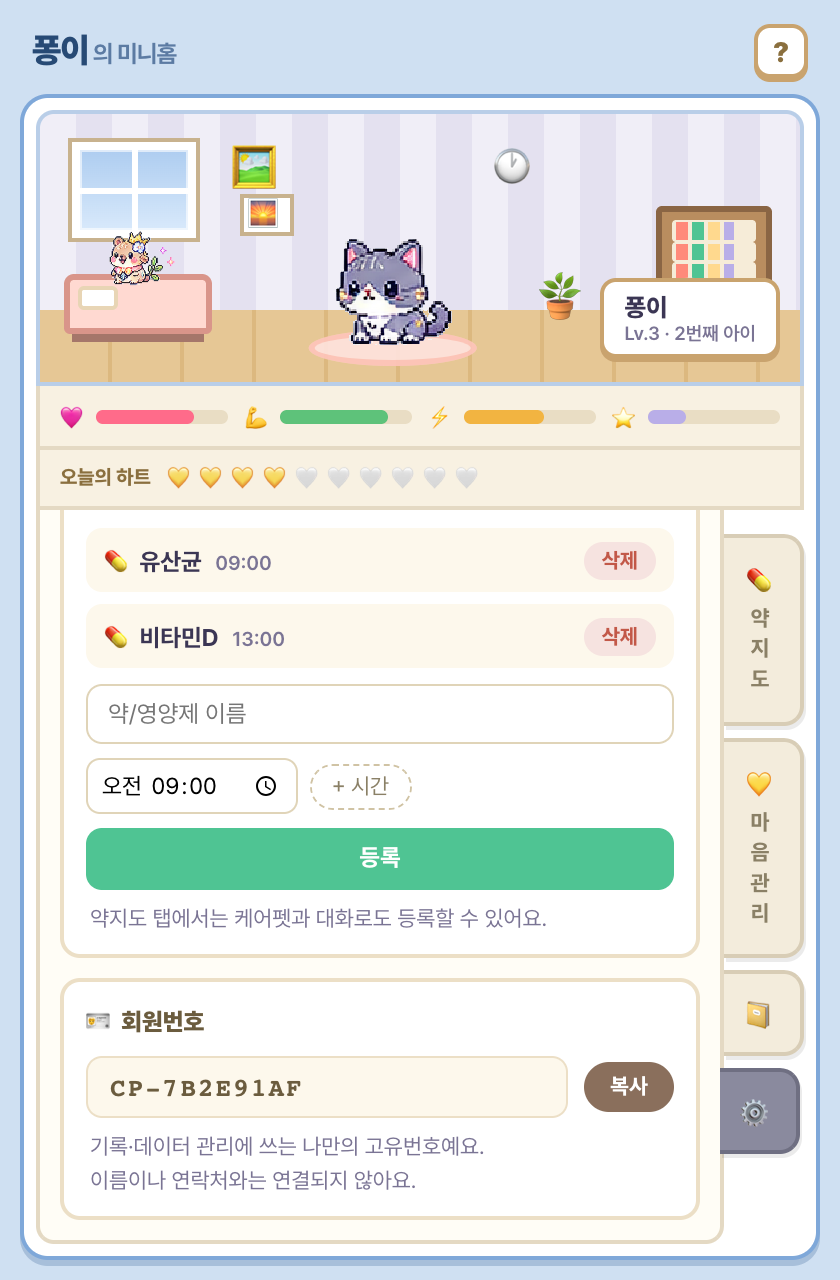 퐁이의 미니홈
?
퐁이
Lv.3 · 2번째 아이
오늘의 하트
유산균 09:00 삭제
비타민D 13:00 삭제
약/영양제 이름
오전 09:00 + 시간
등록
약지도 탭에서는 케어펫과 대화로도 등록할 수 있어요.
회원번호
CP-7B2E91AF 복사
기록·데이터 관리에 쓰는 나만의 고유번호예요.
이름이나 연락처와는 연결되지 않아요.
약지도
마음관리